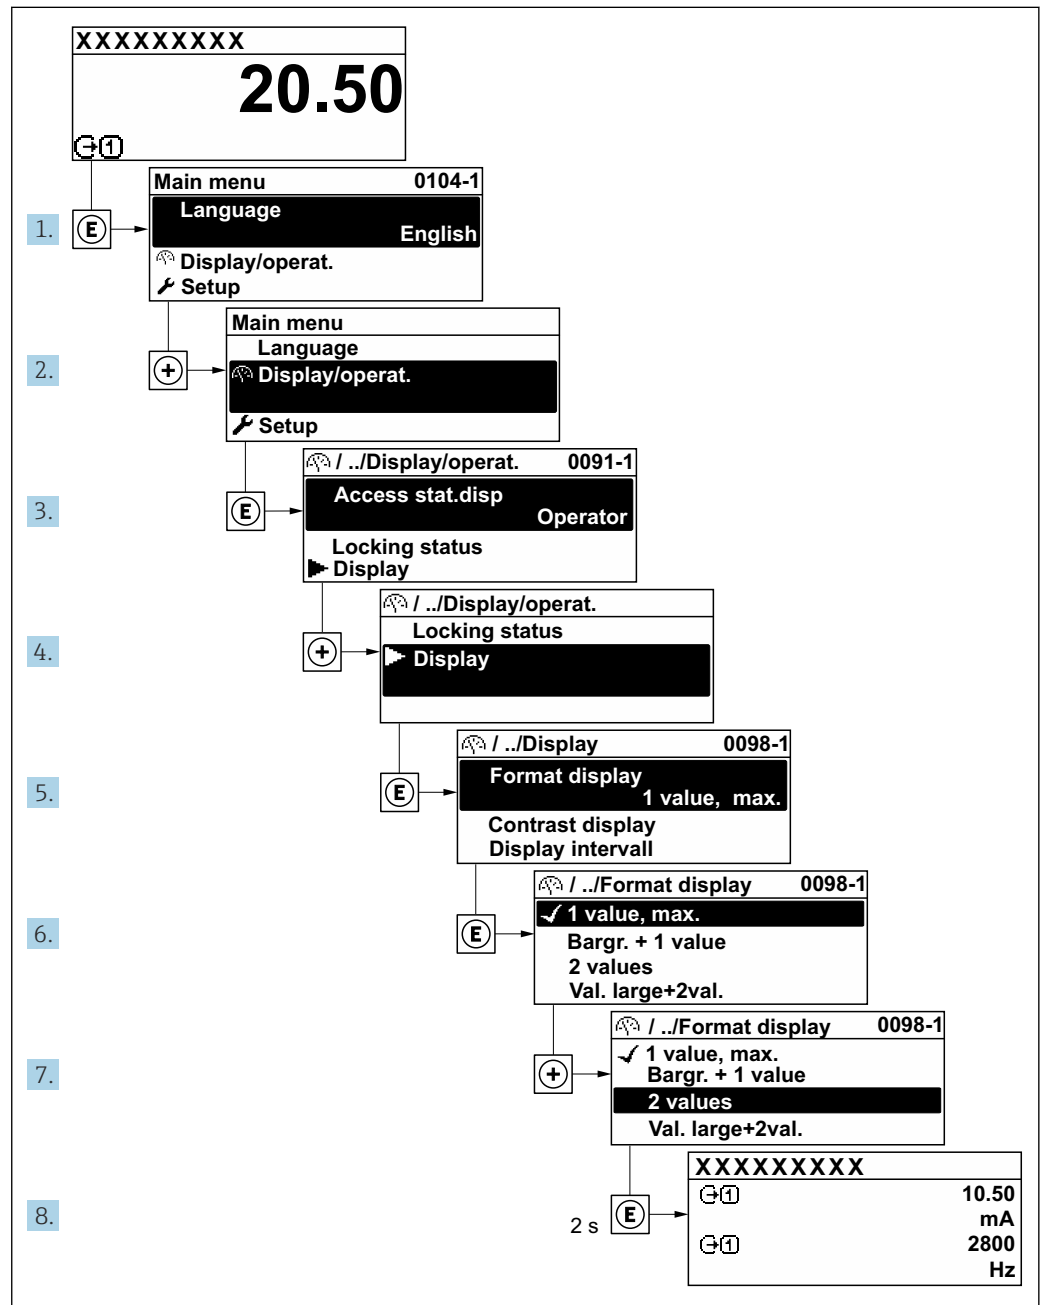 XXXXXXXXX
20.50
1
Main menu 0104-1
Language
English
1. E
Display/operat.
Setup
Main menu
Language
2. + Display/operat.
Setup
/ ../Display/operat. 0091-1
Access stat.disp
3. E Operator
Locking status
Display
/ ../Display/operat.
Locking status
4. + Display
/ ../Display 0098-1
Format display
5. E 1 value, max.
Contrast display
Display intervall
/ ../Format display 0098-1
1 value, max.
6. E Bargr. + 1 value
2 values
Val. large+2val.
/ ../Format display 0098-1
1 value, max.
7. + Bargr. + 1 value
2 values
Val. large+2val.
XXXXXXXXX
1 10.50
8. 2 s E mA
1 2800
Hz